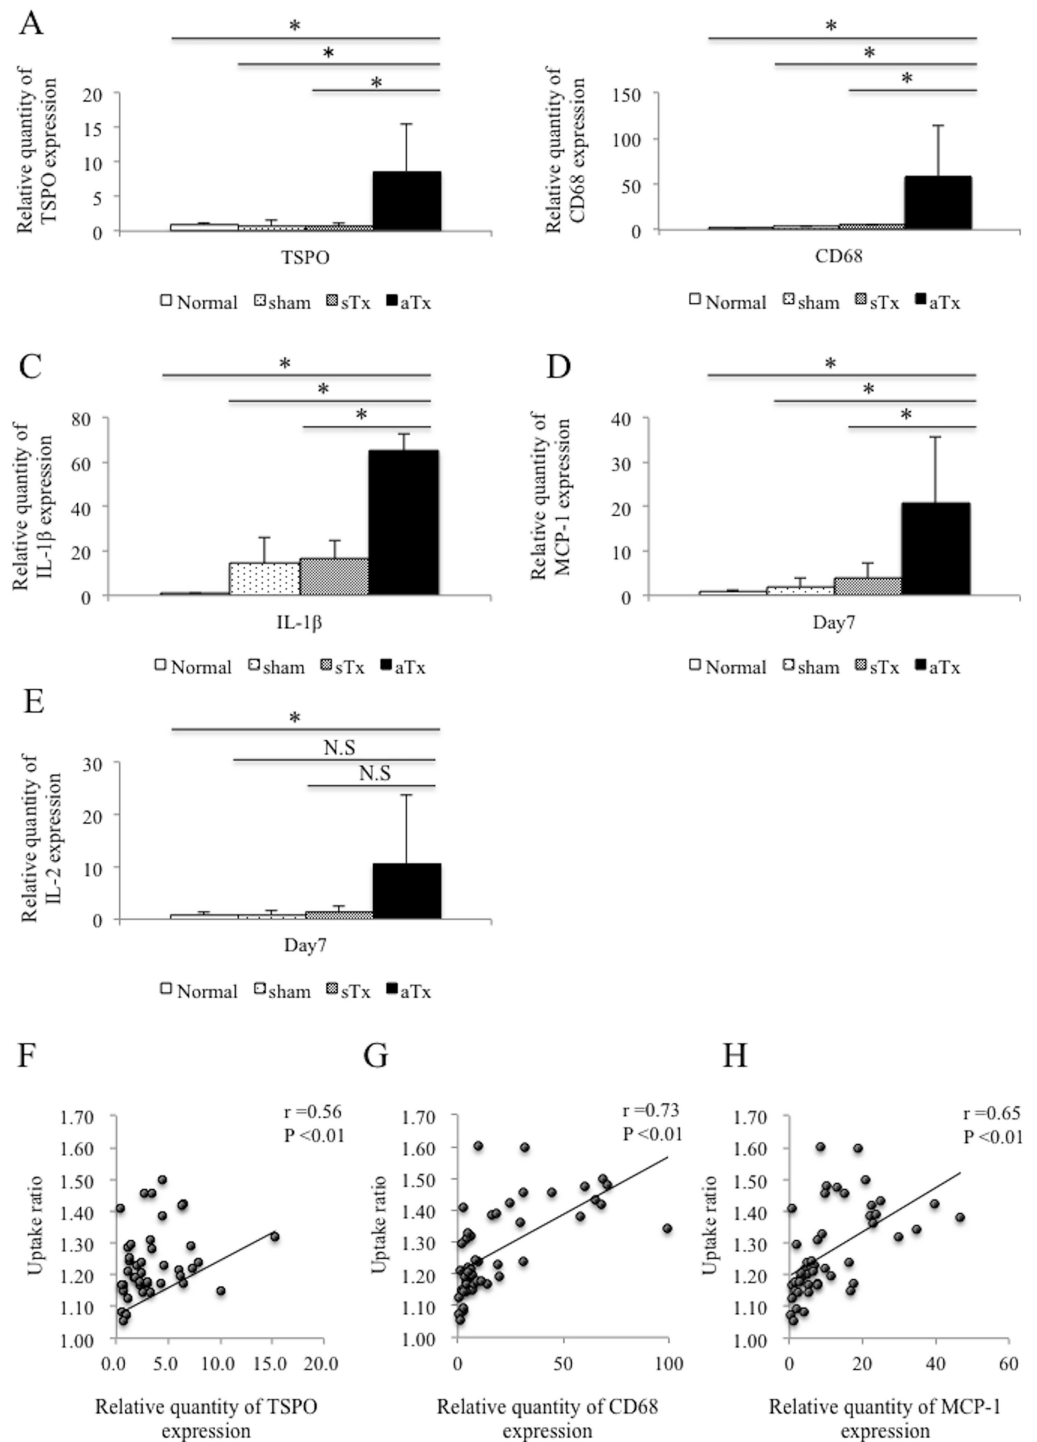 A
*
*
*
Relative quantity of
TSPO expression
20
15
10
5
0
TSPO
Normal sham sTx aTx
*
*
*
Relative quantity of
CD68 expression
150
100
50
0
CD68
Normal sham sTx aTx
C
*
*
*
Relative quantity of
IL-1β expression
80
60
40
20
0
IL-1β
Normal sham sTx aTx
D
*
*
*
Relative quantity of
MCP-1 expression
40
30
20
10
0
Day7
Normal sham sTx aTx
E
*
N.S
N.S
Relative quantity of
IL-2 expression
30
20
10
0
Day7
Normal sham sTx aTx
F
r =0.56
P <0.01
Uptake ratio
1.70
1.60
1.50
1.40
1.30
1.20
1.10
1.00
0.0 5.0 10.0 15.0 20.0
Relative quantity of TSPO
expression
G
r =0.73
P <0.01
Uptake ratio
1.70
1.60
1.50
1.40
1.30
1.20
1.10
1.00
0 50 100
Relative quantity of CD68
expression
H
r =0.65
P <0.01
Uptake ratio
1.70
1.60
1.50
1.40
1.30
1.20
1.10
1.00
0 20 40 60
Relative quantity of MCP-1
expression